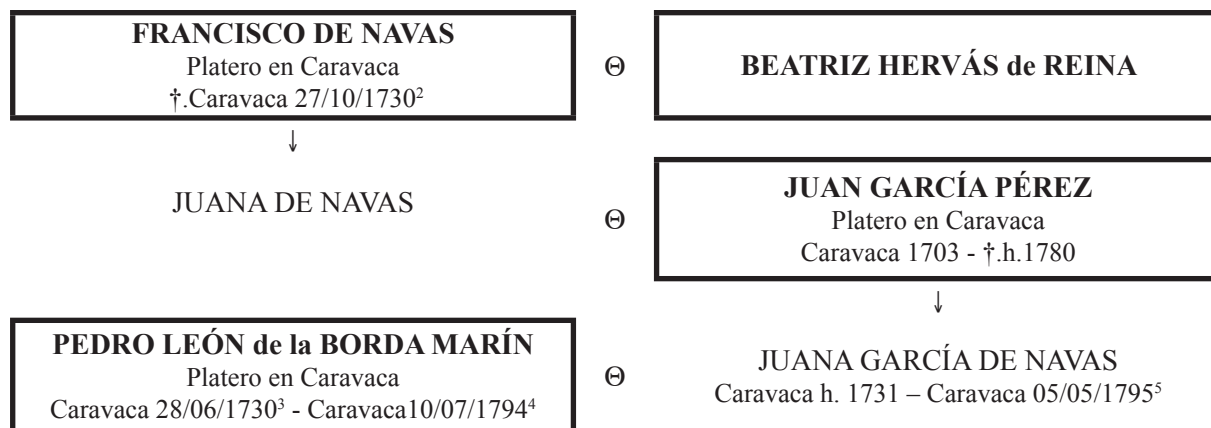 FRANCISCO DE NAVAS
Platero en Caravaca
†.Caravaca 27/10/1730²
Θ
BEATRIZ HERVÁS de REINA
↓
JUANA DE NAVAS
Θ
JUAN GARCÍA PÉREZ
Platero en Caravaca
Caravaca 1703 - †.h.1780
↓
PEDRO LEÓN de la BORDA MARÍN
Platero en Caravaca
Caravaca 28/06/1730³ - Caravaca10/07/1794⁴
Θ
JUANA GARCÍA DE NAVAS
Caravaca h. 1731 – Caravaca 05/05/1795⁵